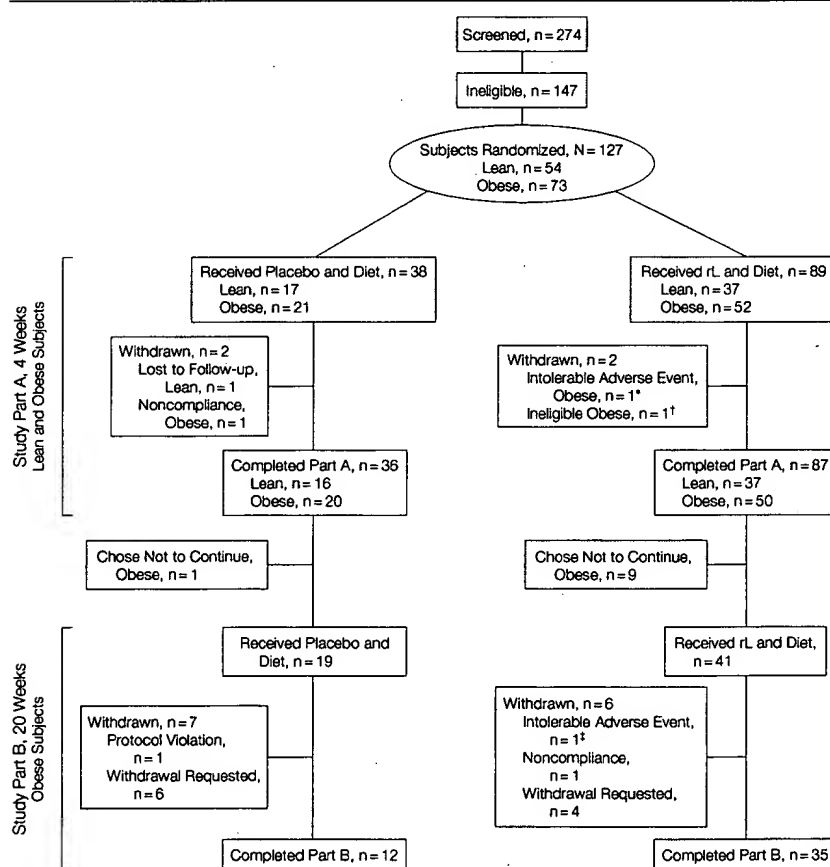 Screened, n = 274
Ineligible, n = 147
Subjects Randomized, N = 127
Lean, n = 54
Obese, n = 73
Study Part A, 4 Weeks
Lean and Obese Subjects
Received Placebo and Diet, n = 38
Lean, n = 17
Obese, n = 21
Received rL and Diet, n = 89
Lean, n = 37
Obese, n = 52
Withdrawn, n = 2
Lost to Follow-up,
Lean, n = 1
Noncompliance,
Obese, n = 1
Withdrawn, n = 2
Intolerable Adverse Event,
Obese, n = 1*
Ineligible Obese, n = 1†
Completed Part A, n = 36
Lean, n = 16
Obese, n = 20
Completed Part A, n = 87
Lean, n = 37
Obese, n = 50
Chose Not to Continue,
Obese, n = 1
Chose Not to Continue,
Obese, n = 9
Study Part B, 20 Weeks
Obese Subjects
Received Placebo and
Diet, n = 19
Received rL and Diet,
n = 41
Withdrawn, n = 7
Protocol Violation,
n = 1
Withdrawal Requested,
n = 6
Withdrawn, n = 6
Intolerable Adverse Event,
n = 1‡
Noncompliance,
n = 1
Withdrawal Requested,
n = 4
Completed Part B, n = 12
Completed Part B, n = 35